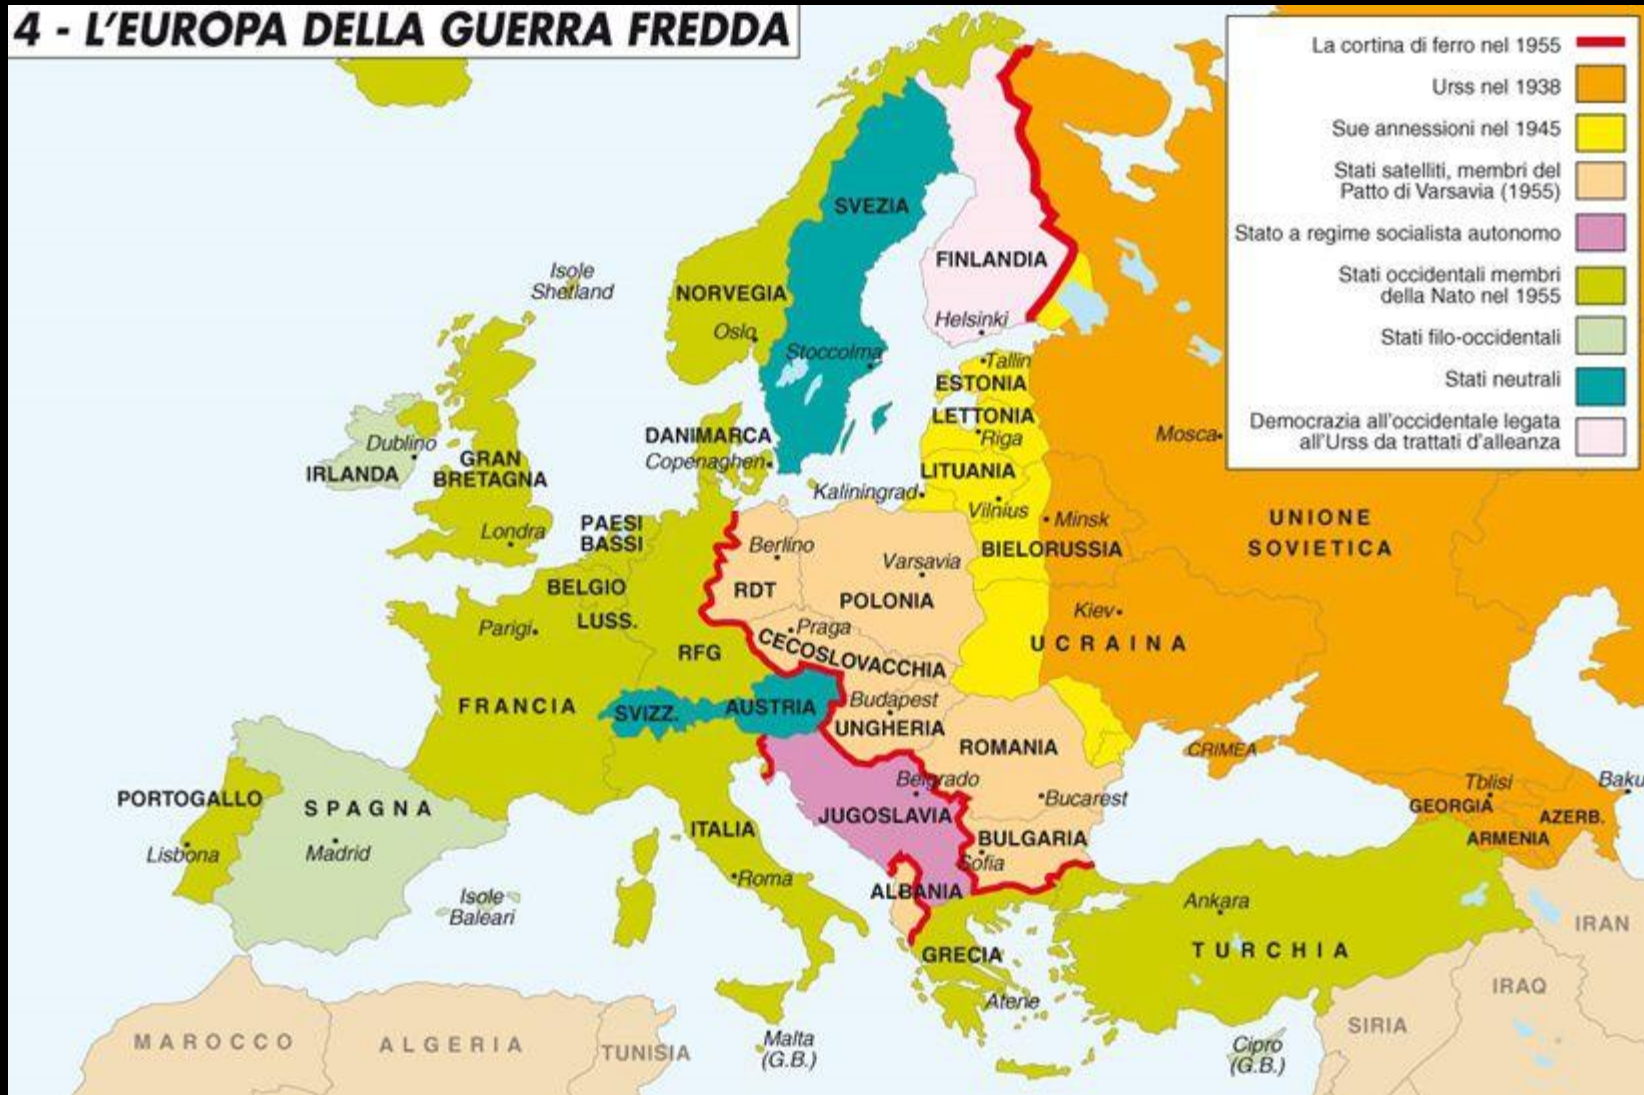 4 - L'EUROPA DELLA GUERRA FREDDA
La cortina di ferro nel 1955
Urss nel 1938
Sue annessioni nel 1945
Stati satelliti, membri del
Patto di Varsavia (1955)
Stato a regime socialista autonomo
Stati occidentali membri
della Nato nel 1955
Stati filo-occidentali
Stati neutrali
Democrazia all'occidentale legata
all'Urss da trattati d'alleanza
SVEZIA
FINLANDIA
Isole
Shetland
NORVEGIA
Oslo
Helsinki
Stoccolma
Tallin
ESTONIA
LETTONIA
Riga
Mosca
DANIMARCA
Copenaghen
Dublino
IRLANDA
GRAN
BRETAGNA
LITUANIA
Kaliningrad
Vilnius
Minsk
UNIONE
SOVIETICA
Londra
PAESI
BASSI
Berlino
BIELORUSSIA
Varsavia
BELGIO
RDT
POLONIA
Kiev
LUSS.
Parigi
Praga
UCRAINA
RFG
CECOSLOVACCHIA
FRANCIA
SVIZZ.
AUSTRIA
Budapest
UNGHERIA
ROMANIA
CRIMEA
Belgrado
Tblisi
Baku
PORTOGALLO
SPAGNA
Bucarest
GEORGIA
AZERB.
JUGOSLAVIA
ITALIA
BULGARIA
ARMENIA
Lisbona
Madrid
Sofia
Roma
ALBANIA
Isole
Baleari
Ankara
IRAN
GRECIA
TURCHIA
Atene
IRAQ
MAROCCO
ALGERIA
TUNISIA
Malta
(G.B.)
Cipro
(G.B.)
SIRIA